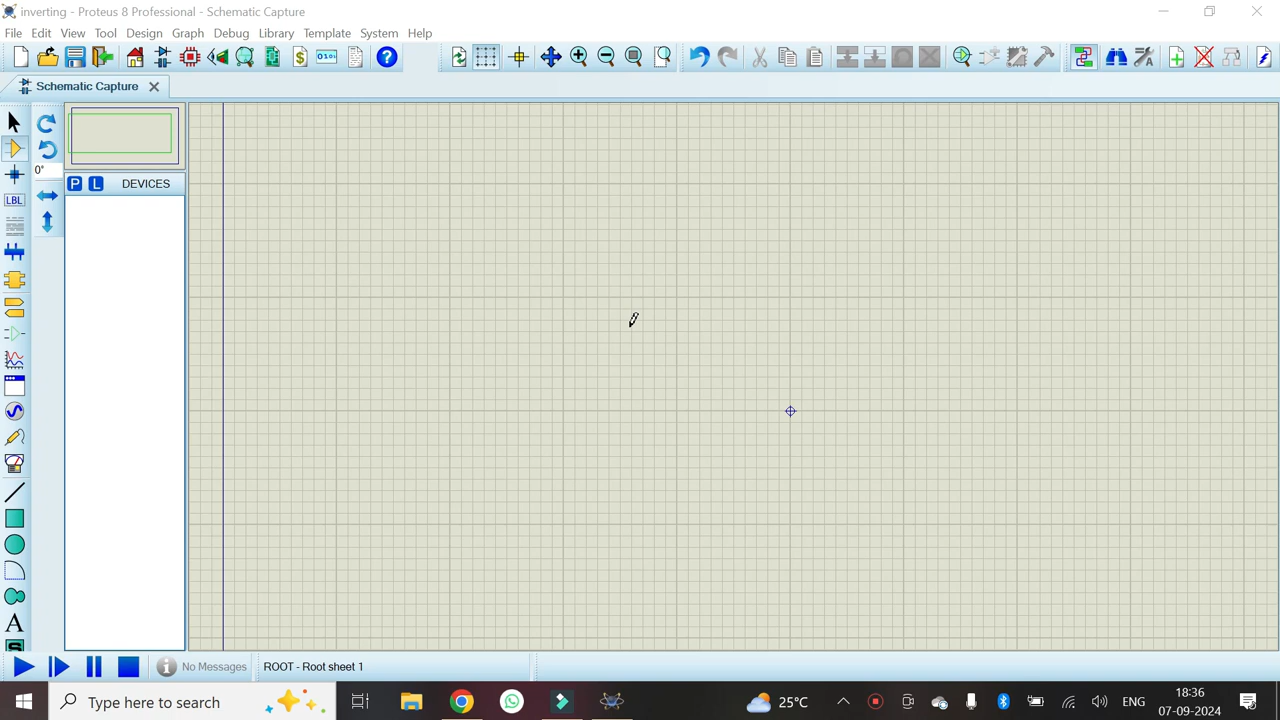 inverting - Proteus 8 Professional - Schematic Capture
File Edit View Tool Design Graph Debug Library Template System Help
$ 0101 ?
Schematic Capture
0°
P L DEVICES
LBL
A
S
No Messages ROOT - Root sheet 1
Type here to search
25°C
ENG
18:36
07-09-2024